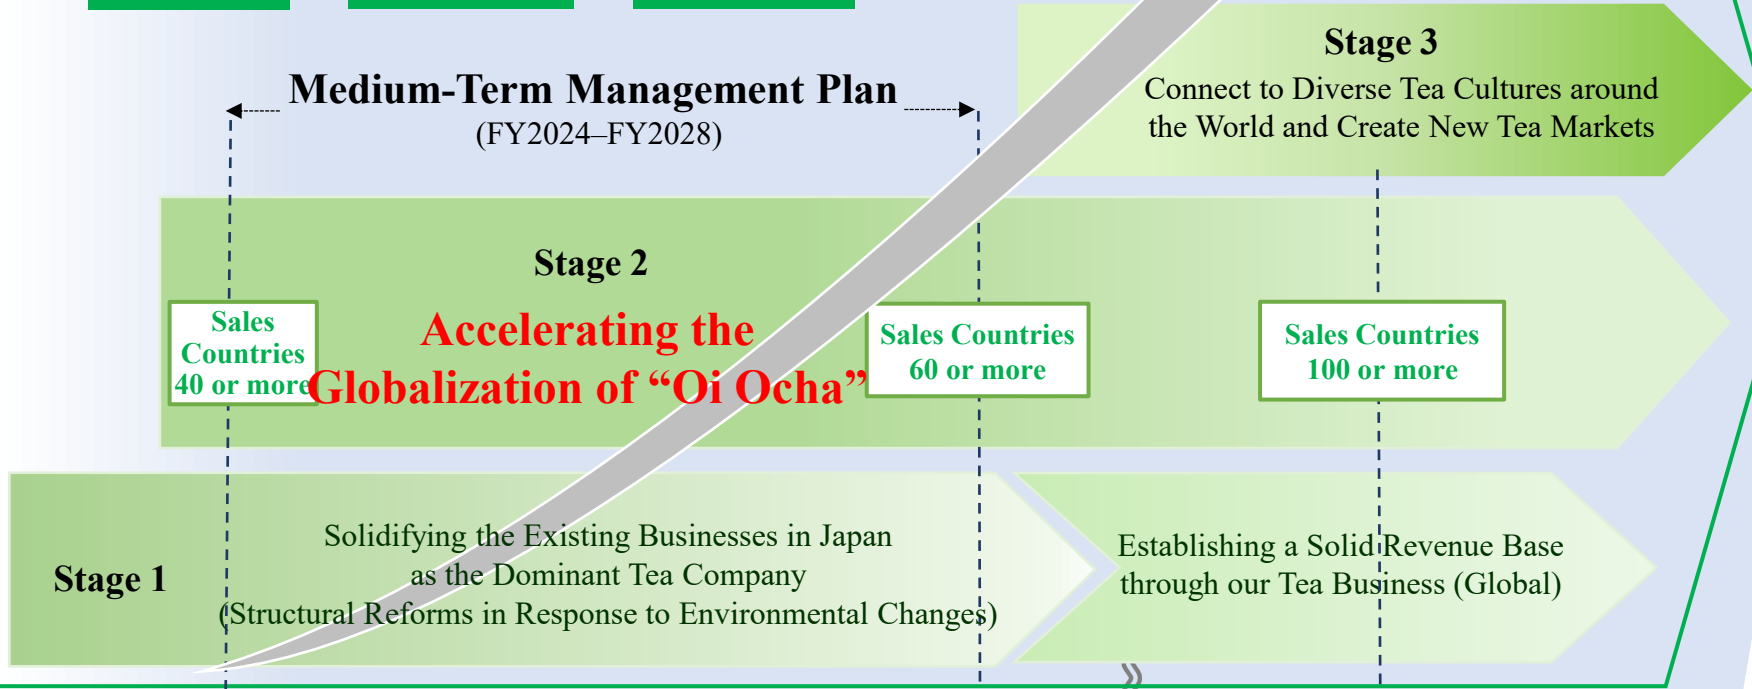 Stage 3
Connect to Diverse Tea Cultures around
the World and Create New Tea Markets
Medium-Term Management Plan
(FY2024–FY2028)
Stage 2
Accelerating the
Globalization of “Oi Ocha”
Sales
Countries
40 or more
Sales Countries
60 or more
Sales Countries
100 or more
Stage 1
Solidifying the Existing Businesses in Japan
as the Dominant Tea Company
(Structural Reforms in Response to Environmental Changes)
Establishing a Solid Revenue Base
through our Tea Business (Global)